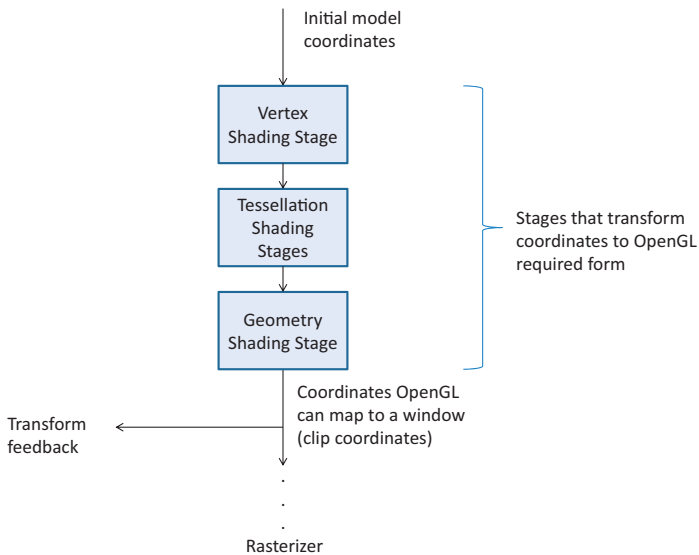 Initial model
coordinates
Vertex
Shading Stage
Tessellation
Shading
Stages
Stages that transform
coordinates to OpenGL
required form
Geometry
Shading Stage
Coordinates OpenGL
can map to a window
(clip coordinates)
Transform
feedback
.
.
.
Rasterizer